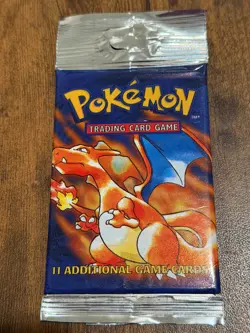 POKéMON
TRADING CARD GAME
11 ADDITIONAL GAME CARDS